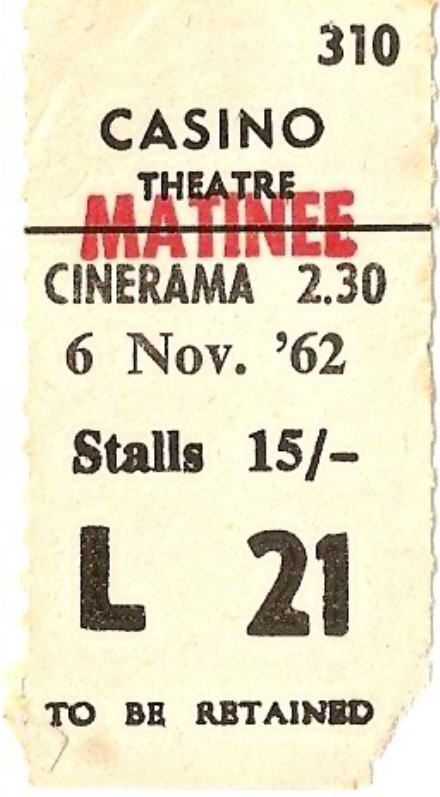 310
CASINO
THEATRE
MATINEE
CINERAMA 2.30
6 Nov. '62
Stalls 15/-
L 21
TO BE RETAINED